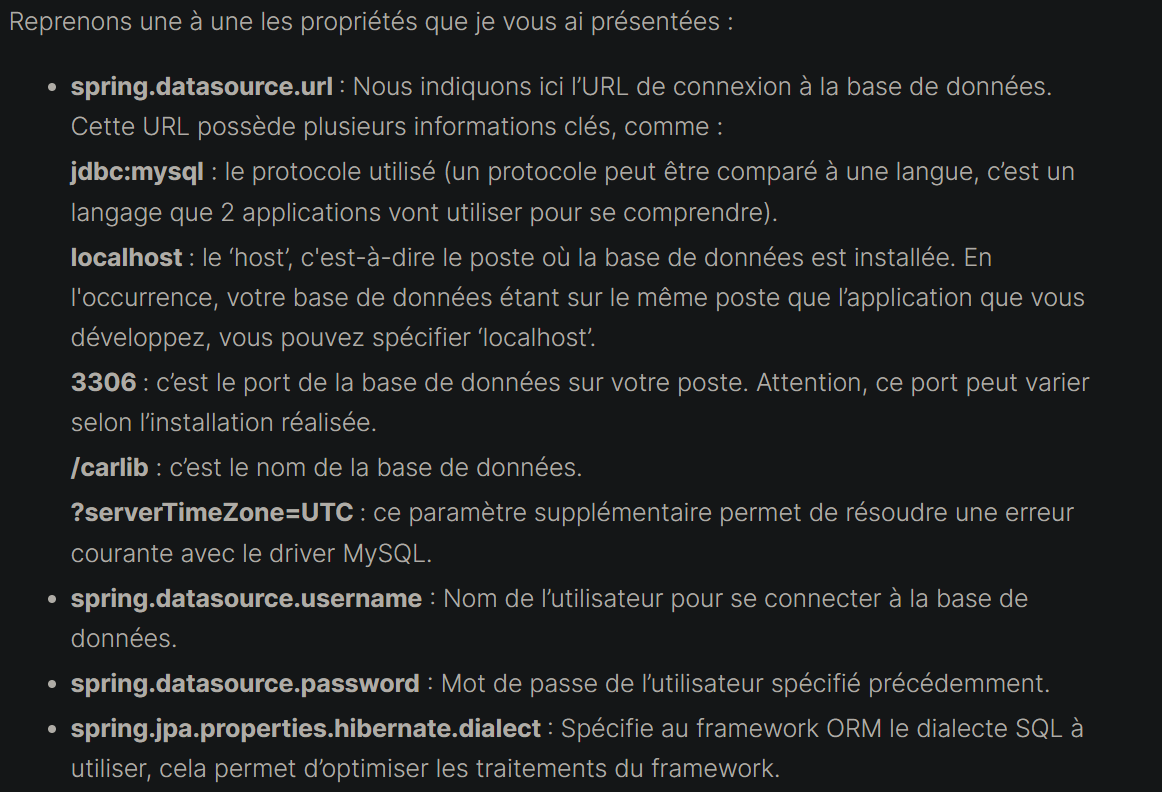 Reprenons une à une les propriétés que je vous ai présentées :
• spring.datasource.url : Nous indiquons ici l’URL de connexion à la base de données.
Cette URL possède plusieurs informations clés, comme :
jdbc:mysql : le protocole utilisé (un protocole peut être comparé à une langue, c’est un
langage que 2 applications vont utiliser pour se comprendre).
localhost : le ‘host’, c'est-à-dire le poste où la base de données est installée. En
l'occurrence, votre base de données étant sur le même poste que l’application que vous
développez, vous pouvez spécifier ‘localhost’.
3306 : c’est le port de la base de données sur votre poste. Attention, ce port peut varier
selon l’installation réalisée.
/carlib : c’est le nom de la base de données.
?serverTimeZone=UTC : ce paramètre supplémentaire permet de résoudre une erreur
courante avec le driver MySQL.
• spring.datasource.username : Nom de l’utilisateur pour se connecter à la base de
données.
• spring.datasource.password : Mot de passe de l’utilisateur spécifié précédemment.
• spring.jpa.properties.hibernate.dialect : Spécifie au framework ORM le dialecte SQL à
utiliser, cela permet d’optimiser les traitements du framework.